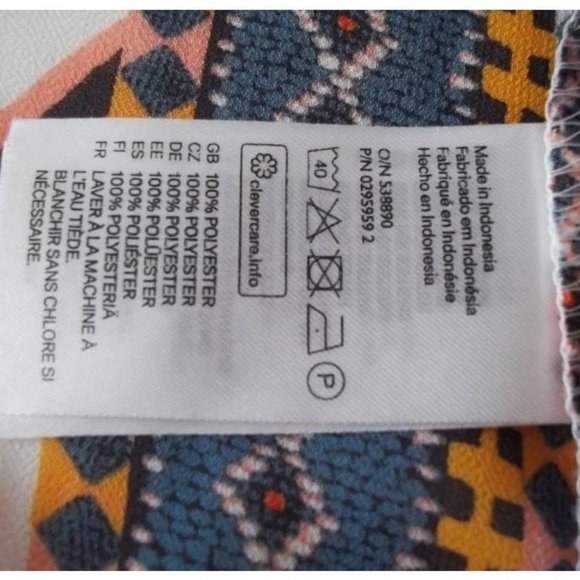 Made in Indonesia
Fabricado em Indonésia
Fabriqué en Indonésie
Hecho en Indonesia
O/N 538890
P/N 0295959 2
40
P
clevercare.info
GB 100% POLYESTER
CZ 100% POLYESTER
DE 100% POLYESTER
EE 100% POLÜESTER
ES 100% POLIÉSTER
FI 100% POLYESTERIÄ
FR LAVER À LA MACHINE À
L'EAU TIÈDE.
BLANCHIR SANS CHLORE SI
NÉCESSAIRE.